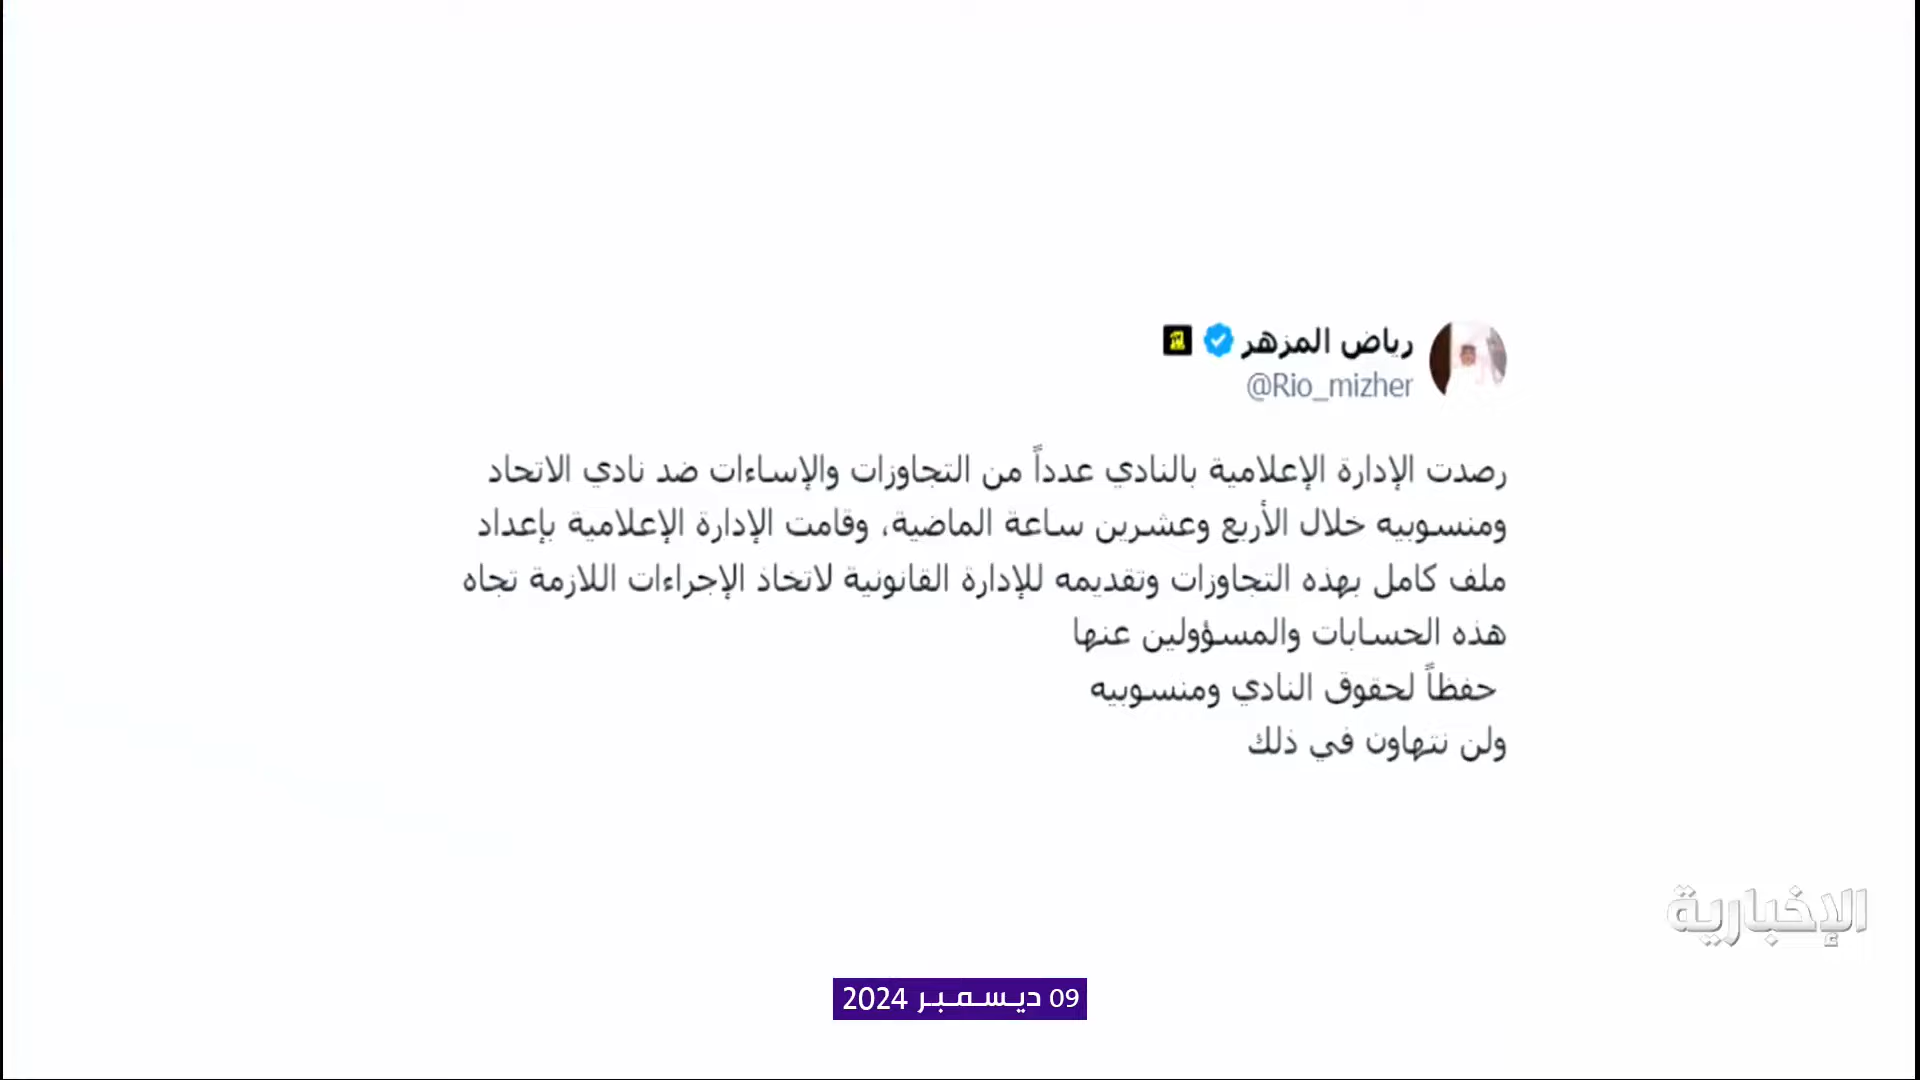 رياض المزهر
@Rio_mizher
رصدت الإدارة الإعلامية بالنادي عدداً من التجاوزات والإساءات ضد نادي الاتحاد
ومنسوبيه خلال الأربع وعشرين ساعة الماضية، وقامت الإدارة الإعلامية بإعداد
ملف كامل بهذه التجاوزات وتقديمه للإدارة القانونية لاتخاذ الإجراءات اللازمة تجاه
هذه الحسابات والمسؤولين عنها
حفظاً لحقوق النادي ومنسوبيه
ولن نتهاون في ذلك
الإخبارية
09 ديسمبر 2024